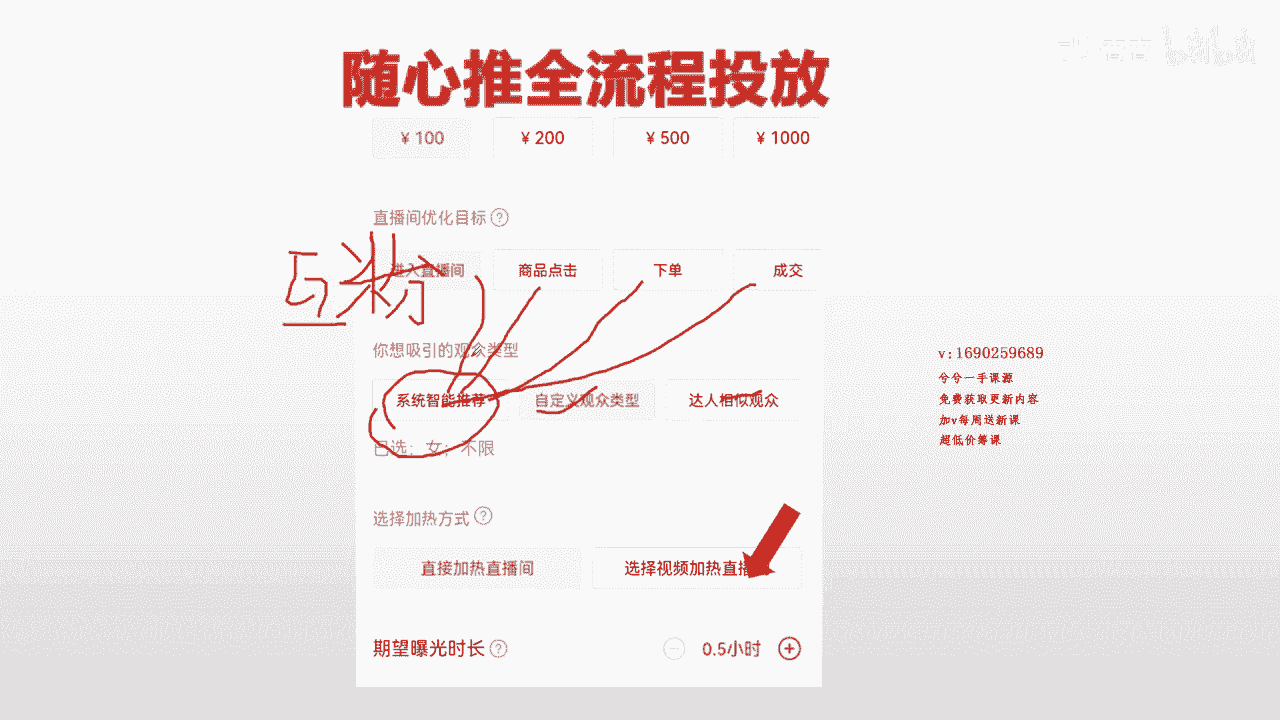 随心推全流程投放
¥ 100 ¥ 200 ¥ 500 ¥ 1000
直播间优化目标 ?
进入直播间 商品点击 下单 成交
互粉
你想吸引的观众类型
系统智能推荐 自定义观众类型 达人相似观众
已选：女；不限
选择加热方式 ?
直接加热直播间 选择视频加热直播
期望曝光时长 ? 0.5小时
v:1690259689
兮兮一手课源
免费获取更新内容
加v每周送新课
超低价筹课
bilibili